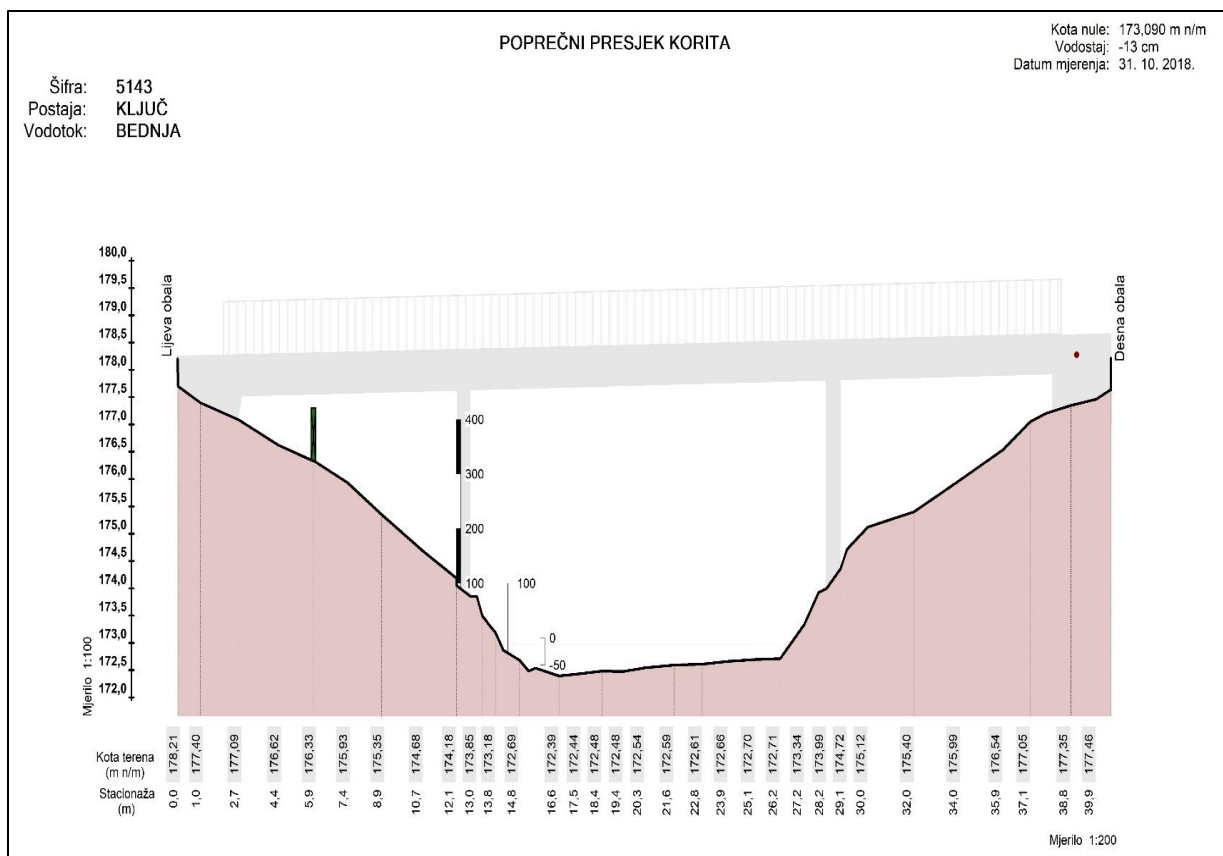 POPREČNI PRESJEK KORITA
Kota nule: 173,090 m n/m
Vodostaj: -13 cm
Datum mjerenja: 31. 10. 2018.
Šifra: 5143
Postaja: KLJUČ
Vodotok: BEDNJA
180,0
179,5
179,0
178,5
178,0
177,5
177,0
176,5
176,0
175,5
175,0
174,5
174,0
173,5
173,0
172,5
172,0
Mjerilo 1:100
Lijeva obala
Desna obala
400
300
200
100
100
0
-50
Kota terena
(m n/m)
178,21 177,40 177,09 176,62 176,33 175,93 175,35 174,68 174,18 173,85 173,18 172,69 172,39 172,44 172,48 172,48 172,54 172,59 172,61 172,66 172,70 172,71 173,34 173,99 174,72 175,12 175,40 175,99 176,54 177,05 177,35 177,46
Stacionaža
(m)
0,0 1,0 2,7 4,4 5,9 7,4 8,9 10,7 12,1 13,0 13,8 14,8 16,6 17,5 18,4 19,4 20,3 21,6 22,8 23,9 25,1 26,2 27,2 28,2 29,1 30,0 32,0 34,0 35,9 37,1 38,8 39,9
Mjerilo 1:200